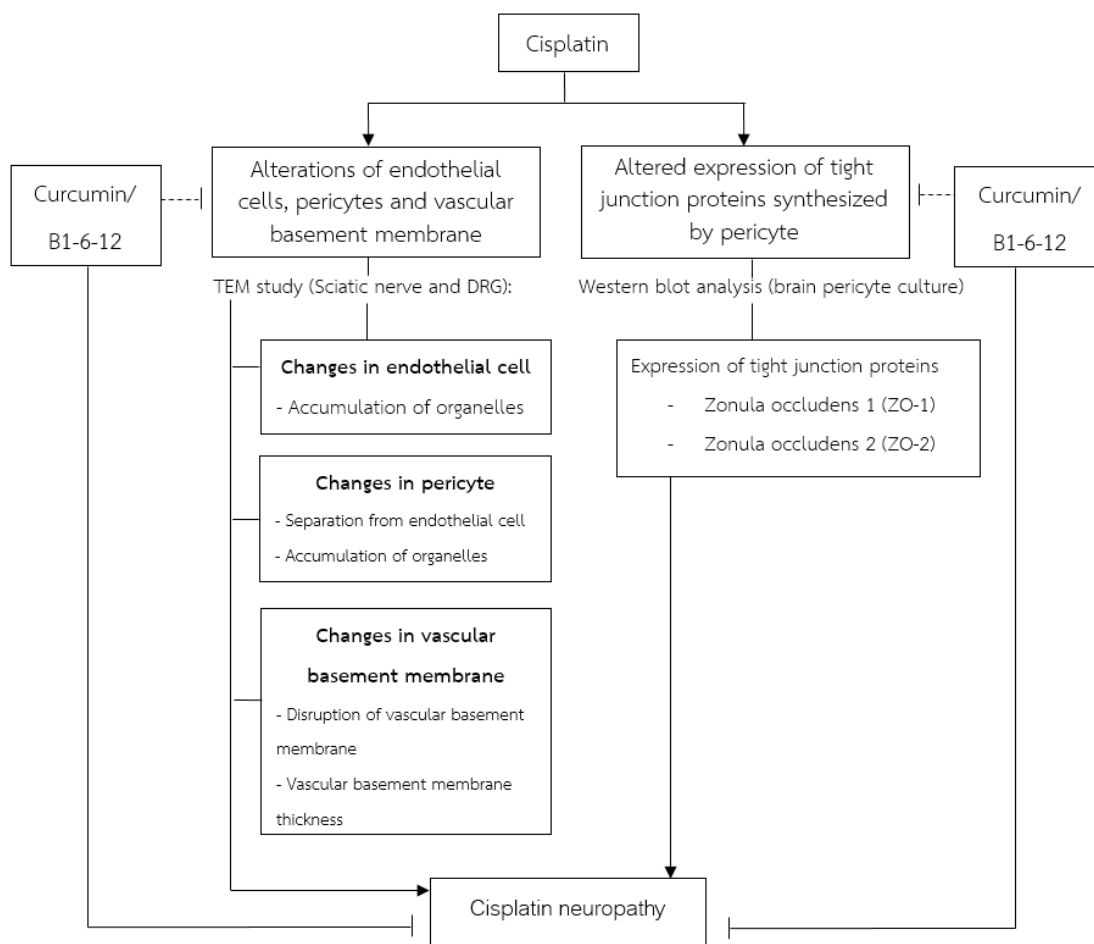 Cisplatin
Curcumin/
B1-6-12
Alterations of endothelial
cells, pericytes and vascular
basement membrane
Altered expression of tight
junction proteins synthesized
by pericyte
Curcumin/
B1-6-12
TEM study (Sciatic nerve and DRG):
Western blot analysis (brain pericyte culture)
Changes in endothelial cell
- Accumulation of organelles
Changes in pericyte
- Separation from endothelial cell
- Accumulation of organelles
Changes in vascular
basement membrane
- Disruption of vascular basement
membrane
- Vascular basement membrane
thickness
Expression of tight junction proteins
- Zonula occludens 1 (ZO-1)
- Zonula occludens 2 (ZO-2)
Cisplatin neuropathy